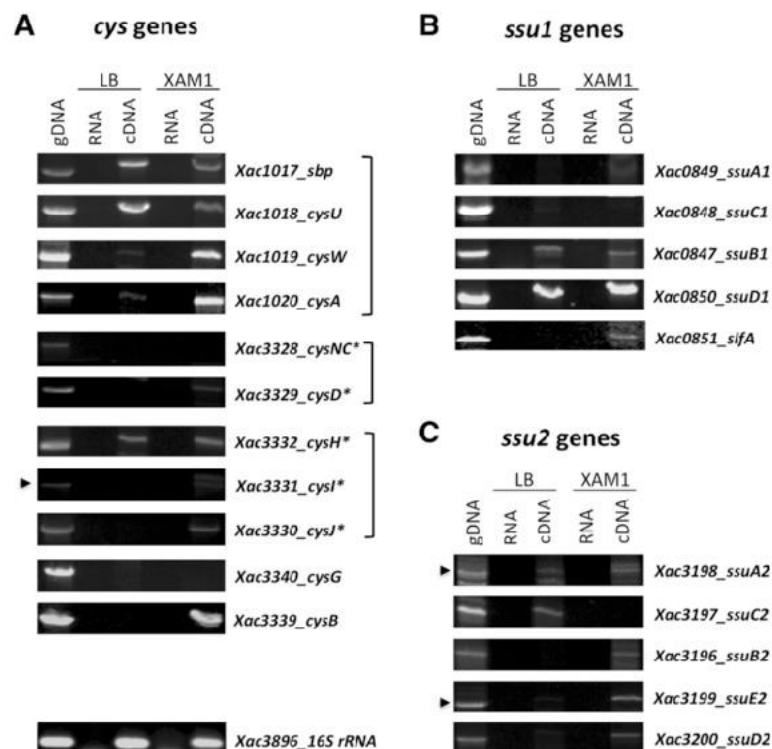 A
cys genes
LB XAM1
gDNA RNA cDNA RNA cDNA
Xac1017_sbp
Xac1018_cysU
Xac1019_cysW
Xac1020_cysA
Xac3328_cysNC*
Xac3329_cysD*
Xac3332_cysH*
Xac3331_cysI*
Xac3330_cysJ*
Xac3340_cysG
Xac3339_cysB
Xac3896_16S rRNA
B
ssu1 genes
LB XAM1
gDNA RNA cDNA RNA cDNA
Xac0849_ssuA1
Xac0848_ssuC1
Xac0847_ssuB1
Xac0850_ssuD1
Xac0851_sifA
C
ssu2 genes
LB XAM1
gDNA RNA cDNA RNA cDNA
Xac3198_ssuA2
Xac3197_ssuC2
Xac3196_ssuB2
Xac3199_ssuE2
Xac3200_ssuD2